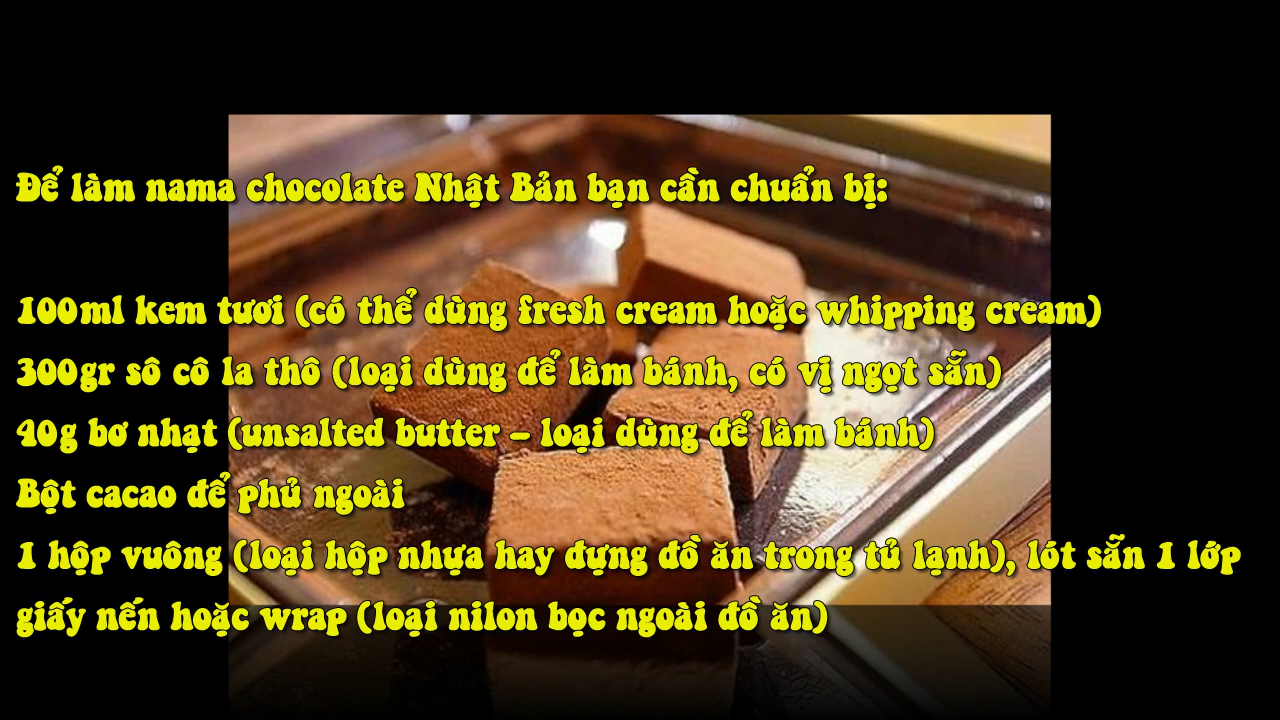 Để làm nama chocolate Nhật Bản bạn cần chuẩn bị:
100ml kem tươi (có thể dùng fresh cream hoặc whipping cream)
300gr sô cô la thô (loại dùng để làm bánh, có vị ngọt sẵn)
40g bơ nhạt (unsalted butter – loại dùng để làm bánh)
Bột cacao để phủ ngoài
1 hộp vuông (loại hộp nhựa hay đựng đồ ăn trong tủ lạnh), lót sẵn 1 lớp
giấy nến hoặc wrap (loại nilon bọc ngoài đồ ăn)